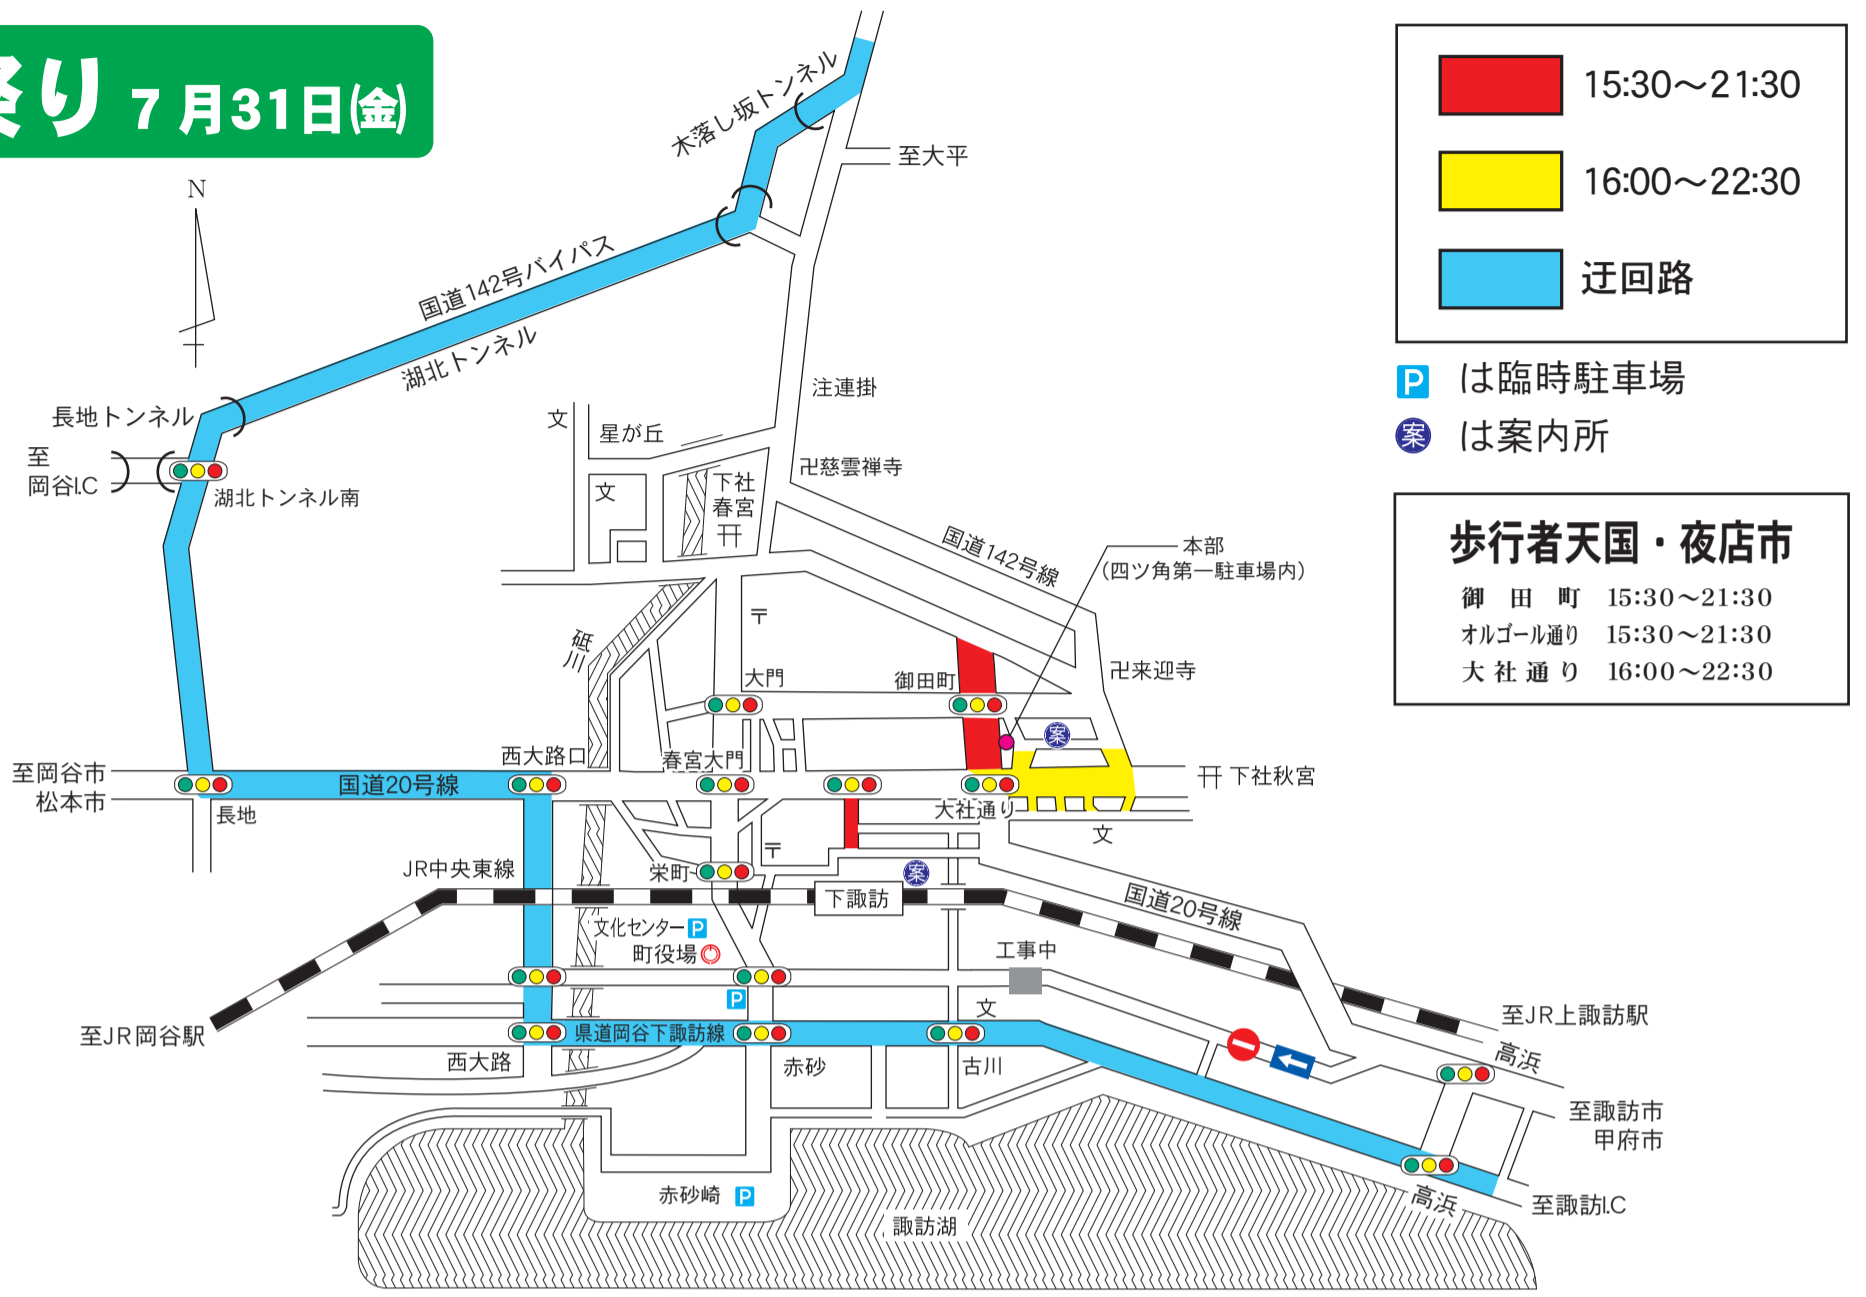 祭り 7月31日(金)
15:30～21:30
16:00～22:30
迂回路
P は臨時駐車場
案 は案内所
歩行者天国・夜店市
御田町 15:30～21:30
オルゴール通り 15:30～21:30
大社通り 16:00～22:30
N
木落し坂トンネル
至大平
国道142号バイパス
湖北トンネル
長地トンネル
至
岡谷I.C
湖北トンネル南
注連掛
文
星が丘
卍慈雲禅寺
文
下社
春宮
国道142号線
本部
(四ツ角第一駐車場内)
〒
砥川
大門
御田町
卍来迎寺
案
西大路口
春宮大門
至岡谷市
松本市
国道20号線
長地
下社秋宮
大社通り
文
〒
JR中央東線
栄町
案
下諏訪
国道20号線
文化センター P
町役場
工事中
P
文
至JR岡谷駅
県道岡谷下諏訪線
至JR上諏訪駅
西大路
赤砂
古川
高浜
至諏訪市
甲府市
赤砂崎 P
高浜
至諏訪I.C
諏訪湖